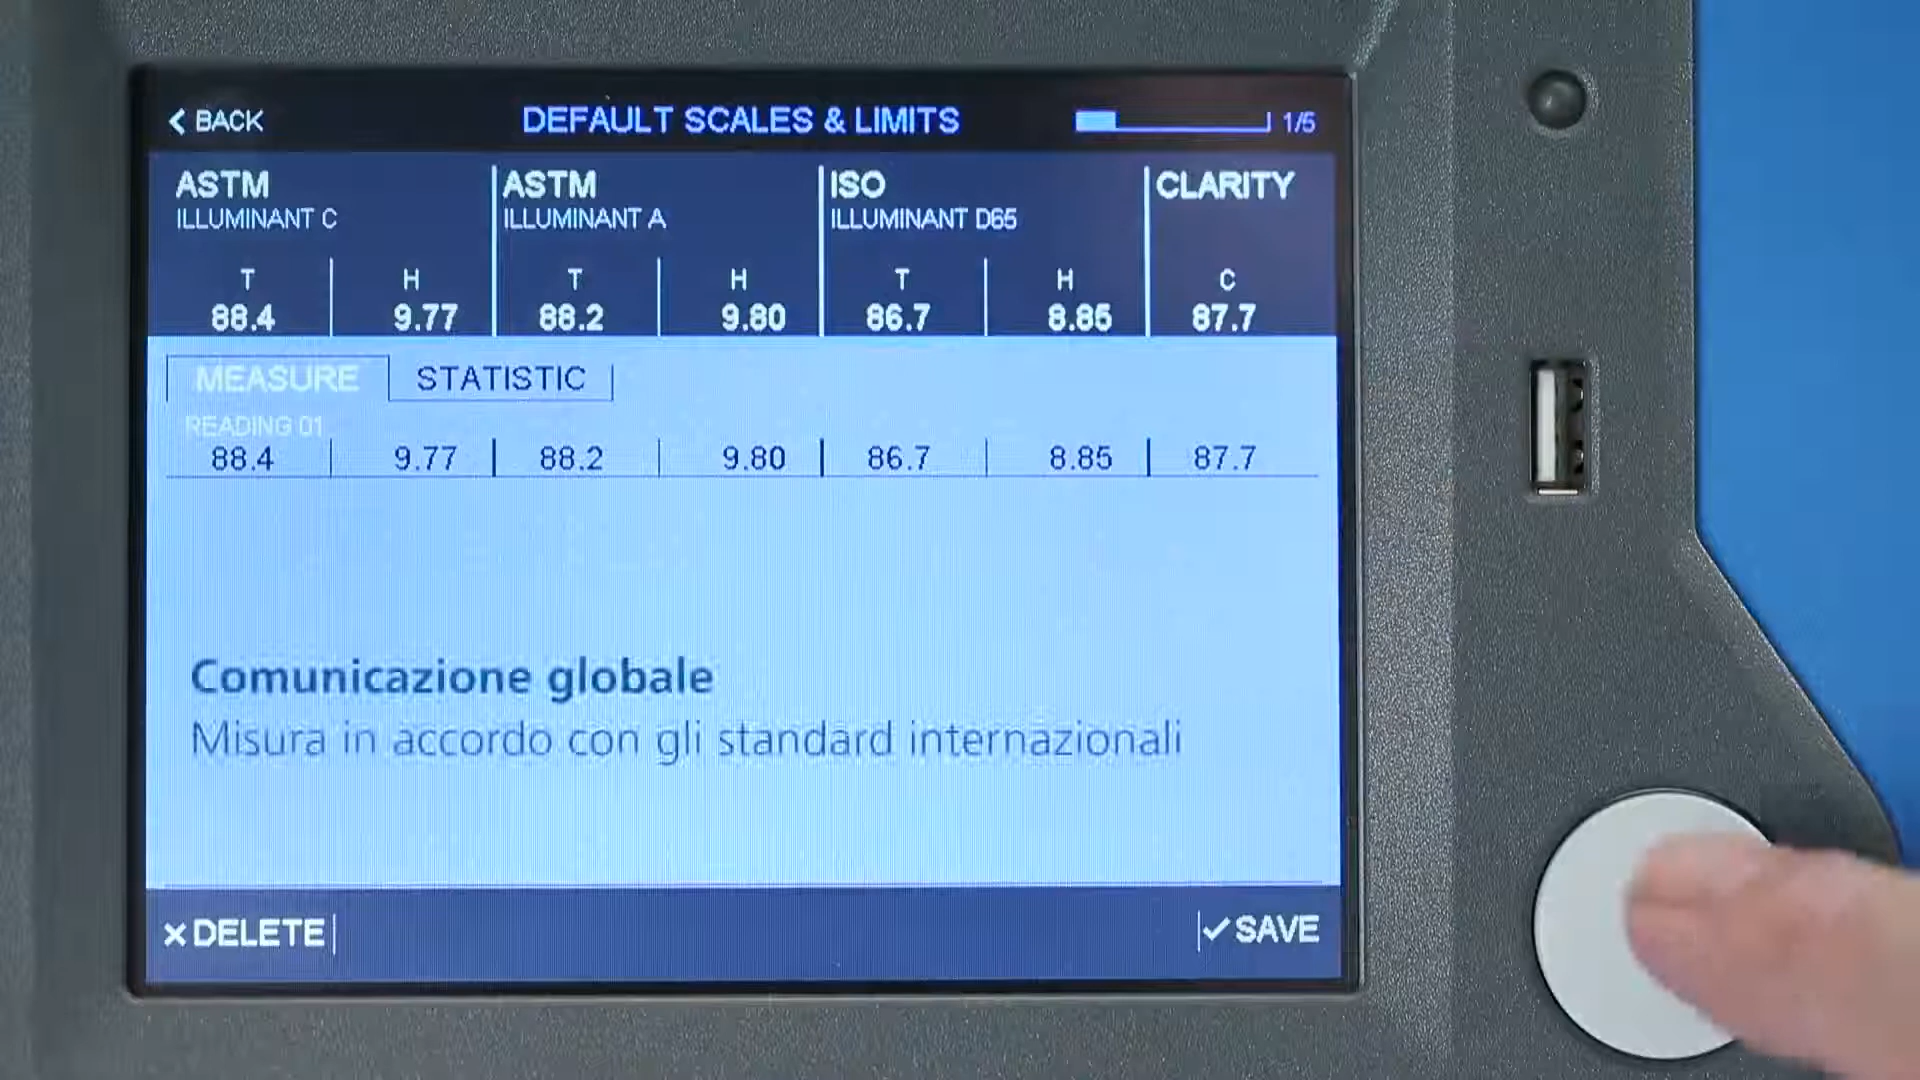 BACK DEFAULT SCALES & LIMITS 1/5
ASTM ASTM ISO CLARITY
ILLUMINANT C ILLUMINANT A ILLUMINANT D65
T H T H T H C
88.4 9.77 88.2 9.80 86.7 8.85 87.7
MEASURE STATISTIC
READING 01
88.4 9.77 88.2 9.80 86.7 8.85 87.7
Comunicazione globale
Misura in accordo con gli standard internazionali
DELETE SAVE